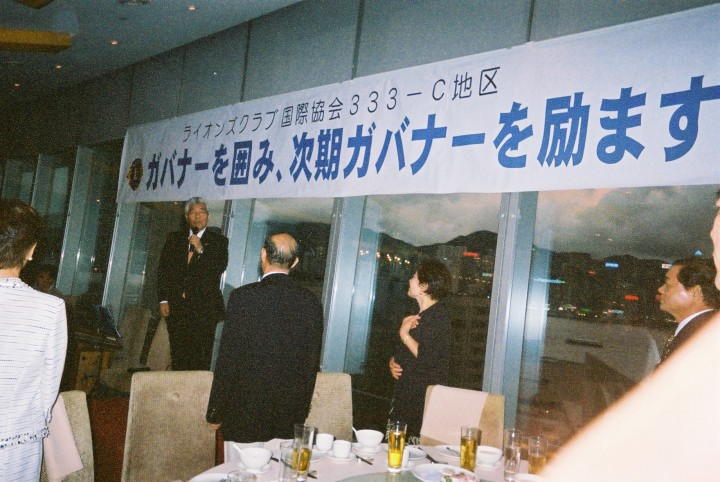 ライオンズクラブ国際協会333－C地区
ガバナーを囲み、次期ガバナーを励ます